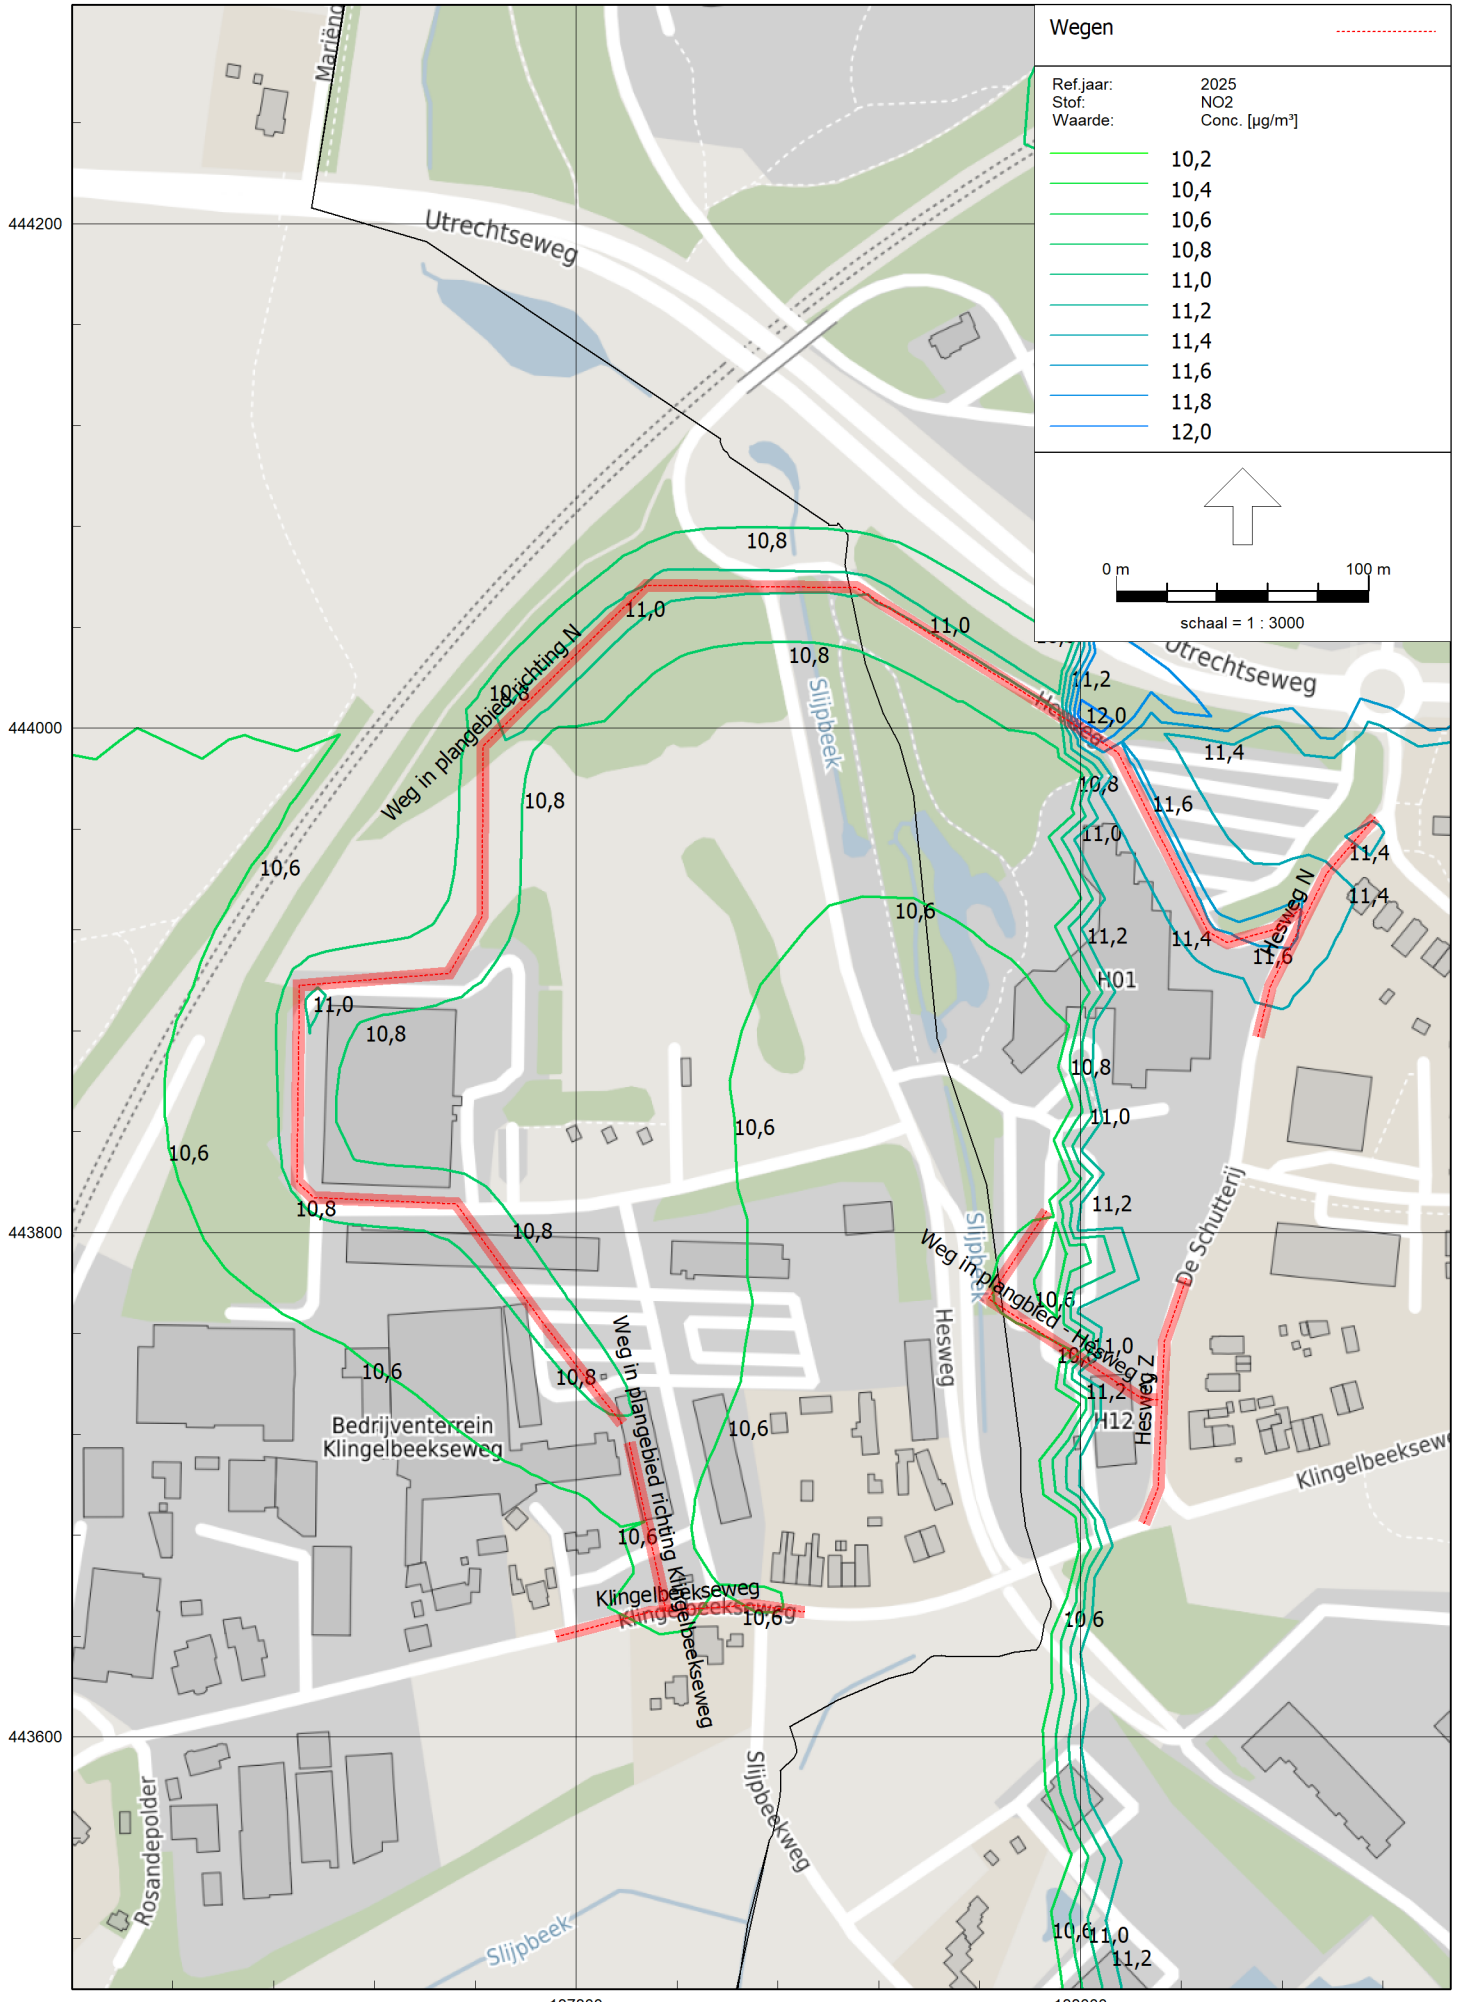 Wegen
Ref.jaar: 2025
Stof: NO2
Waarde: Conc. [µg/m³]
10,2
10,4
10,6
10,8
11,0
11,2
11,4
11,6
11,8
12,0
0 m 100 m
schaal = 1 : 3000
444200
Utrechtseweg
10,8
11,0
11,0
10,8
Weg in plangebied richting N
Slijpbeek
Utrechtseweg
11,2
12,0
444000
11,4
10,8
10,8
11,6
11,0
10,6
11,4
11,4
10,6
Hesweg N
11,2
11,4
11,6
H01
11,0
10,8
10,8
11,0
10,6
10,6
11,2
10,8
10,8
443800
Weg in plangbied - Hesweg Z
Slijpbeek
De Schutterij
10,6
Hesweg
11,0
10,6
10,8
11,2
Hesweg Z
H12
Bedrijventerrein
Klingelbeekseweg
10,6
Weg in plangebied richting Klingelbeekseweg
10,6
Klingelbeekseweg
Klingelbeekseweg
10,6
10,6
443600
Slijpbeekweg
Rosandepolder
Slijpbeek
10,6
11,0
11,2